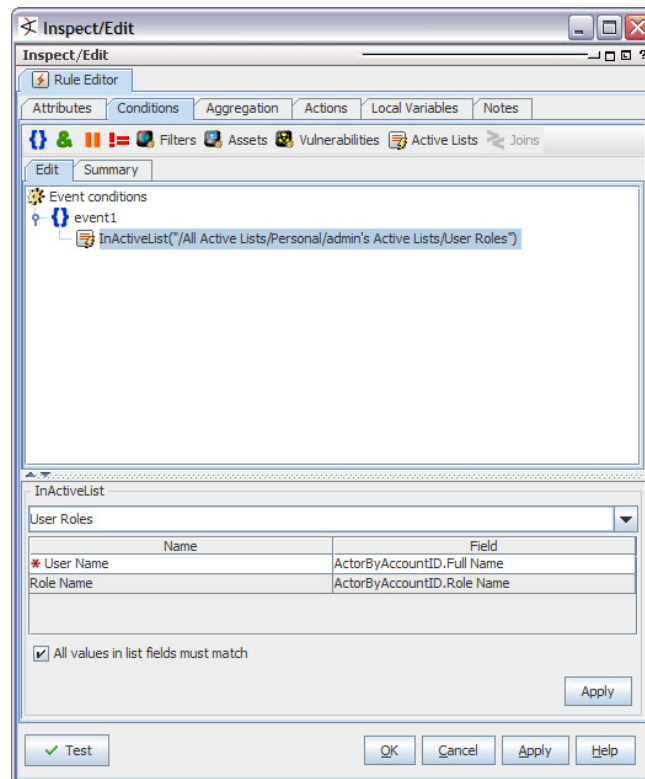 Inspect/Edit
Inspect/Edit
Rule Editor
Attributes Conditions Aggregation Actions Local Variables Notes
{} & != Filters Assets Vulnerabilities Active Lists Joins
Edit Summary
Event conditions
{} event1
InActiveList("/All Active Lists/Personal/admin's Active Lists/User Roles")
InActiveList
User Roles
Name Field
* User Name ActorByAccountID.Full Name
Role Name ActorByAccountID.Role Name
All values in list fields must match
Apply
Test OK Cancel Apply Help